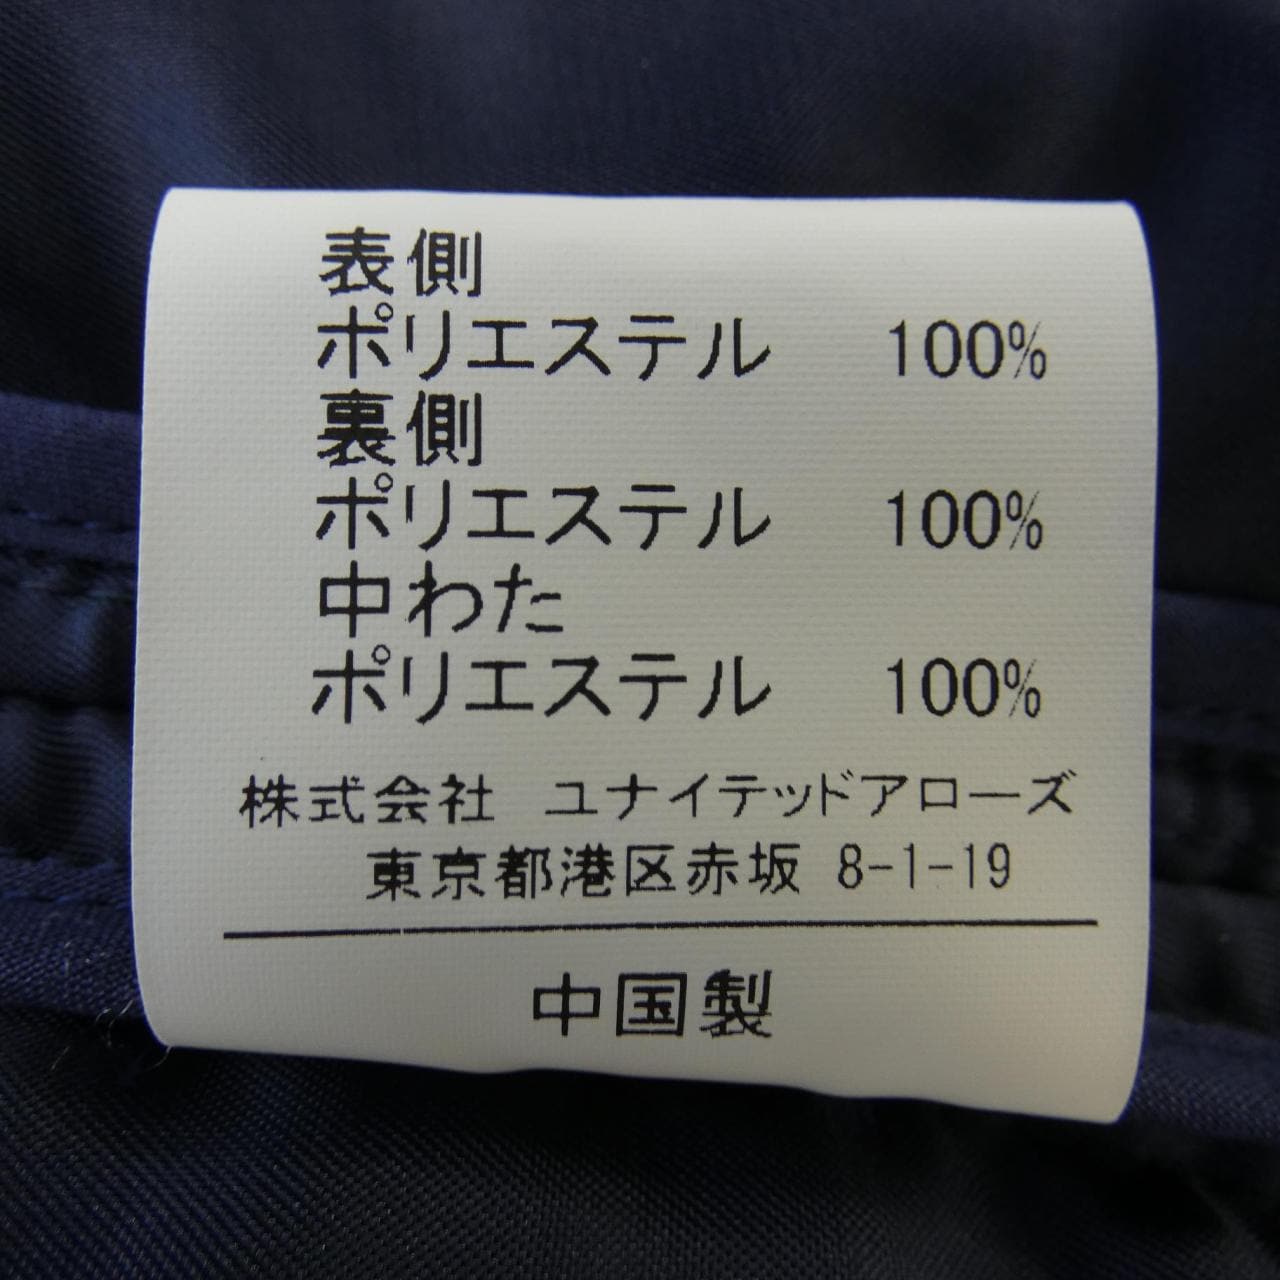 表側
ポリエステル 100%
裏側
ポリエステル 100%
中わた
ポリエステル 100%
株式会社 ユナイテッドアローズ
東京都港区赤坂 8-1-19
中国製